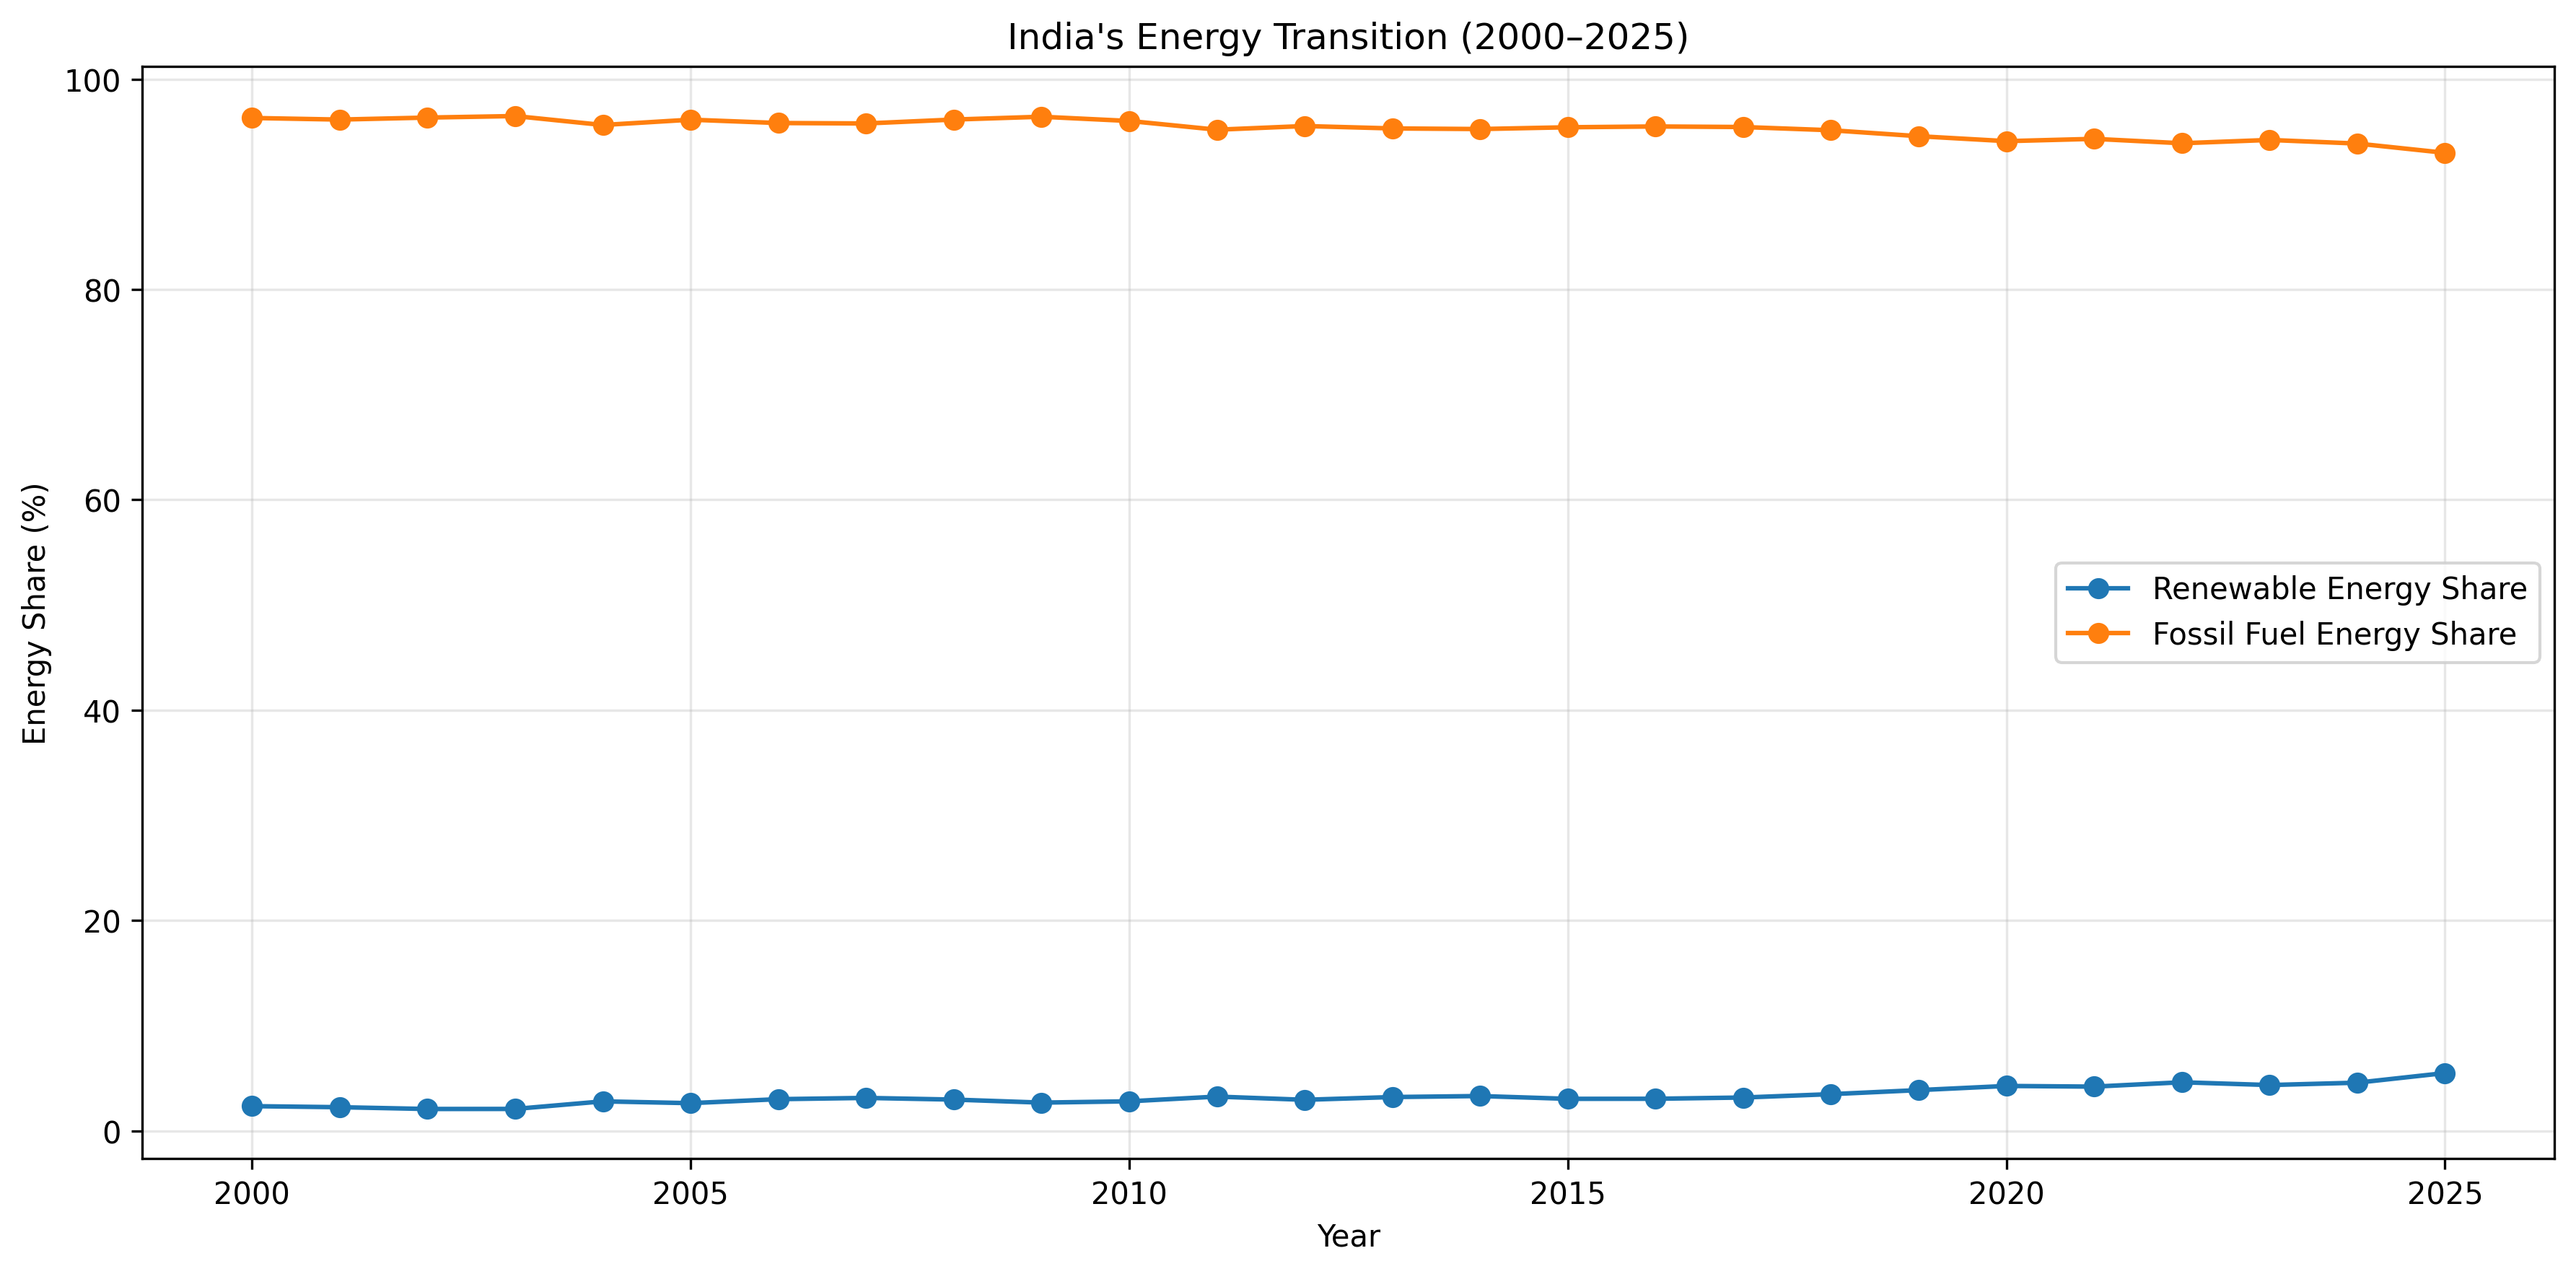 India's Energy Transition (2000–2025)
Energy Share (%)
100
80
60
40
20
0
Renewable Energy Share
Fossil Fuel Energy Share
2000 2005 2010 2015 2020 2025
Year